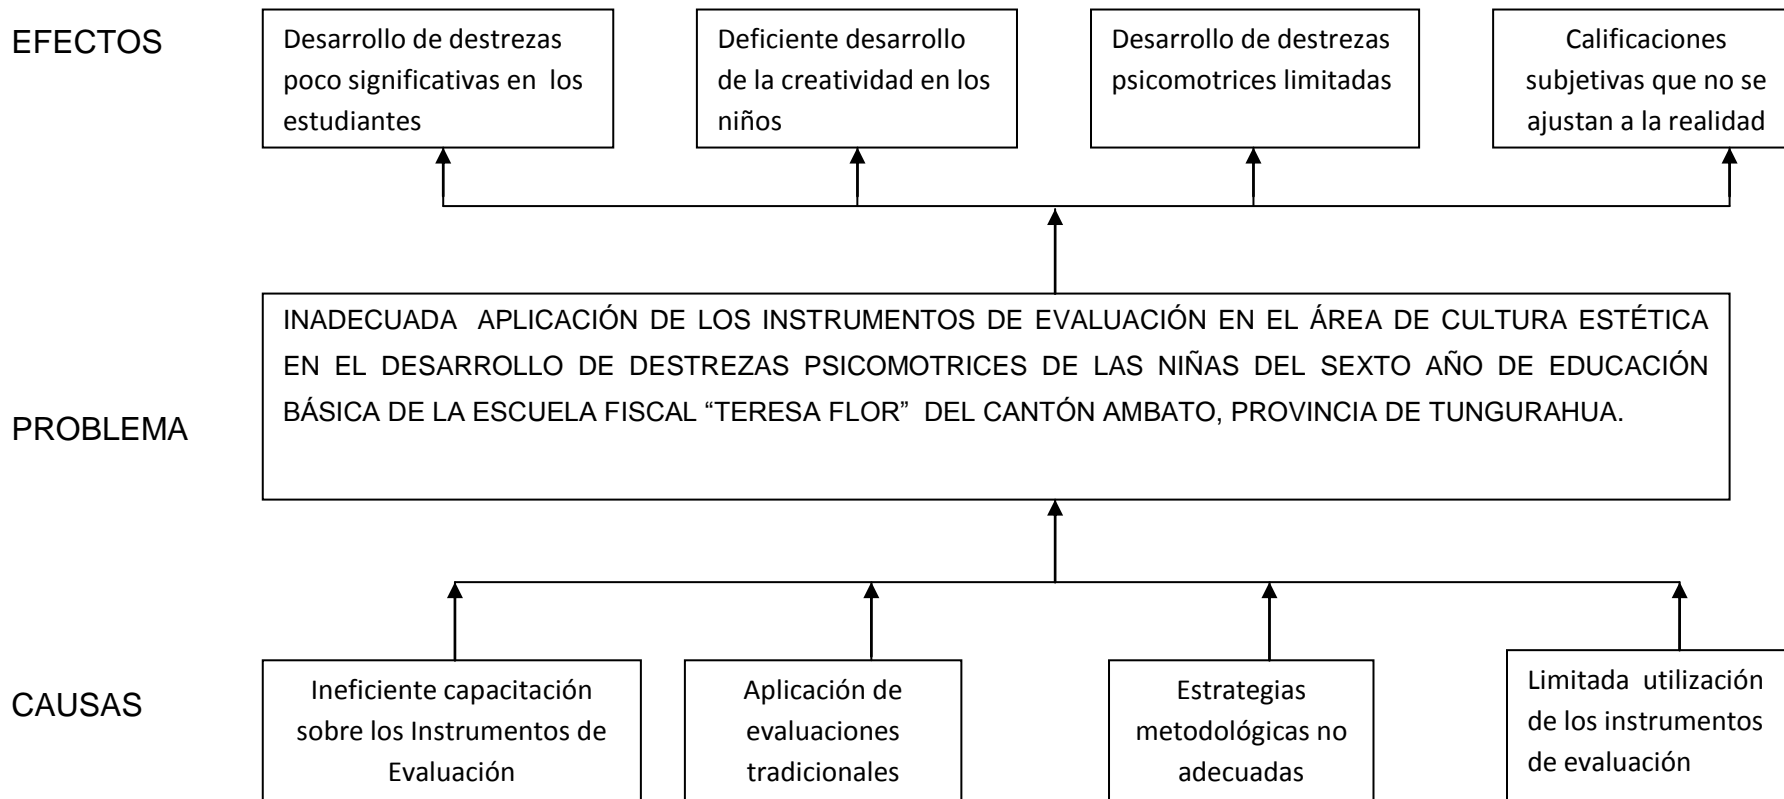 EFECTOS
Desarrollo de destrezas
poco significativas en los
estudiantes
Deficiente desarrollo
de la creatividad en los
niños
Desarrollo de destrezas
psicomotrices limitadas
Calificaciones
subjetivas que no se
ajustan a la realidad
PROBLEMA
INADECUADA APLICACIÓN DE LOS INSTRUMENTOS DE EVALUACIÓN EN EL ÁREA DE CULTURA ESTÉTICA
EN EL DESARROLLO DE DESTREZAS PSICOMOTRICES DE LAS NIÑAS DEL SEXTO AÑO DE EDUCACIÓN
BÁSICA DE LA ESCUELA FISCAL “TERESA FLOR” DEL CANTÓN AMBATO, PROVINCIA DE TUNGURAHUA.
CAUSAS
Ineficiente capacitación
sobre los Instrumentos de
Evaluación
Aplicación de
evaluaciones
tradicionales
Estrategias
metodológicas no
adecuadas
Limitada utilización
de los instrumentos
de evaluación